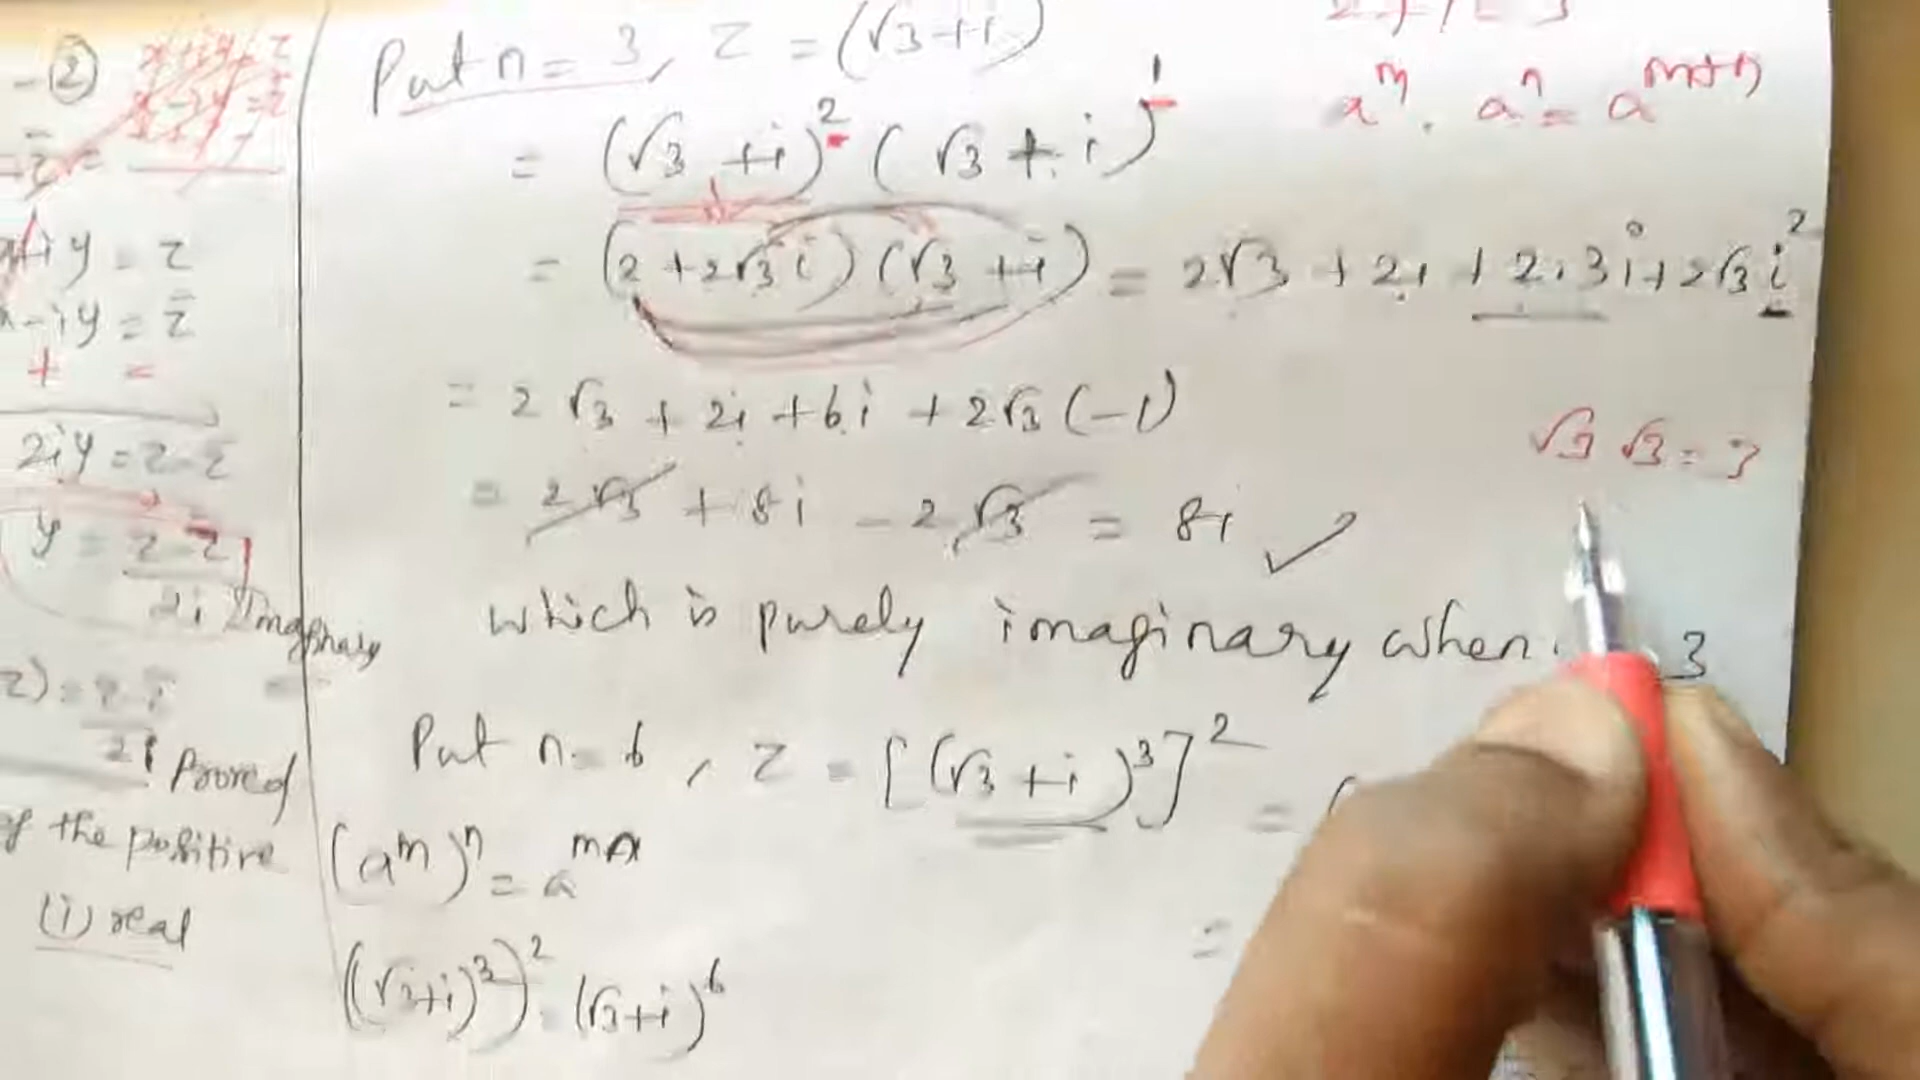 - ②
x+iy = z
iy = z
x-iy = z̄
+ =
2iy = z - z̄
y = z - z̄
2i Imaginary
2i Proved
of the positive
(i) real
Put n = 3, z = (√3+i)
= (√3 + i)² (√3 + i)¹
= (2 + 2√3 i) (√3 + i) = 2√3 + 2i + 2.3i + 2√3 i²
= 2√3 + 2i + 6i + 2√3 (-1)
= 2√3 + 8i - 2√3 = 8i ✓
which is purely imaginary when 3
Put n = 6, z = [(√3 + i)³]² = (
(aᵐ)ⁿ = aᵐⁿ
((√3+i)³)² = (√3+i)⁶
=
aᵐ . aⁿ = aᵐ⁺ⁿ
√3 √3 = 3